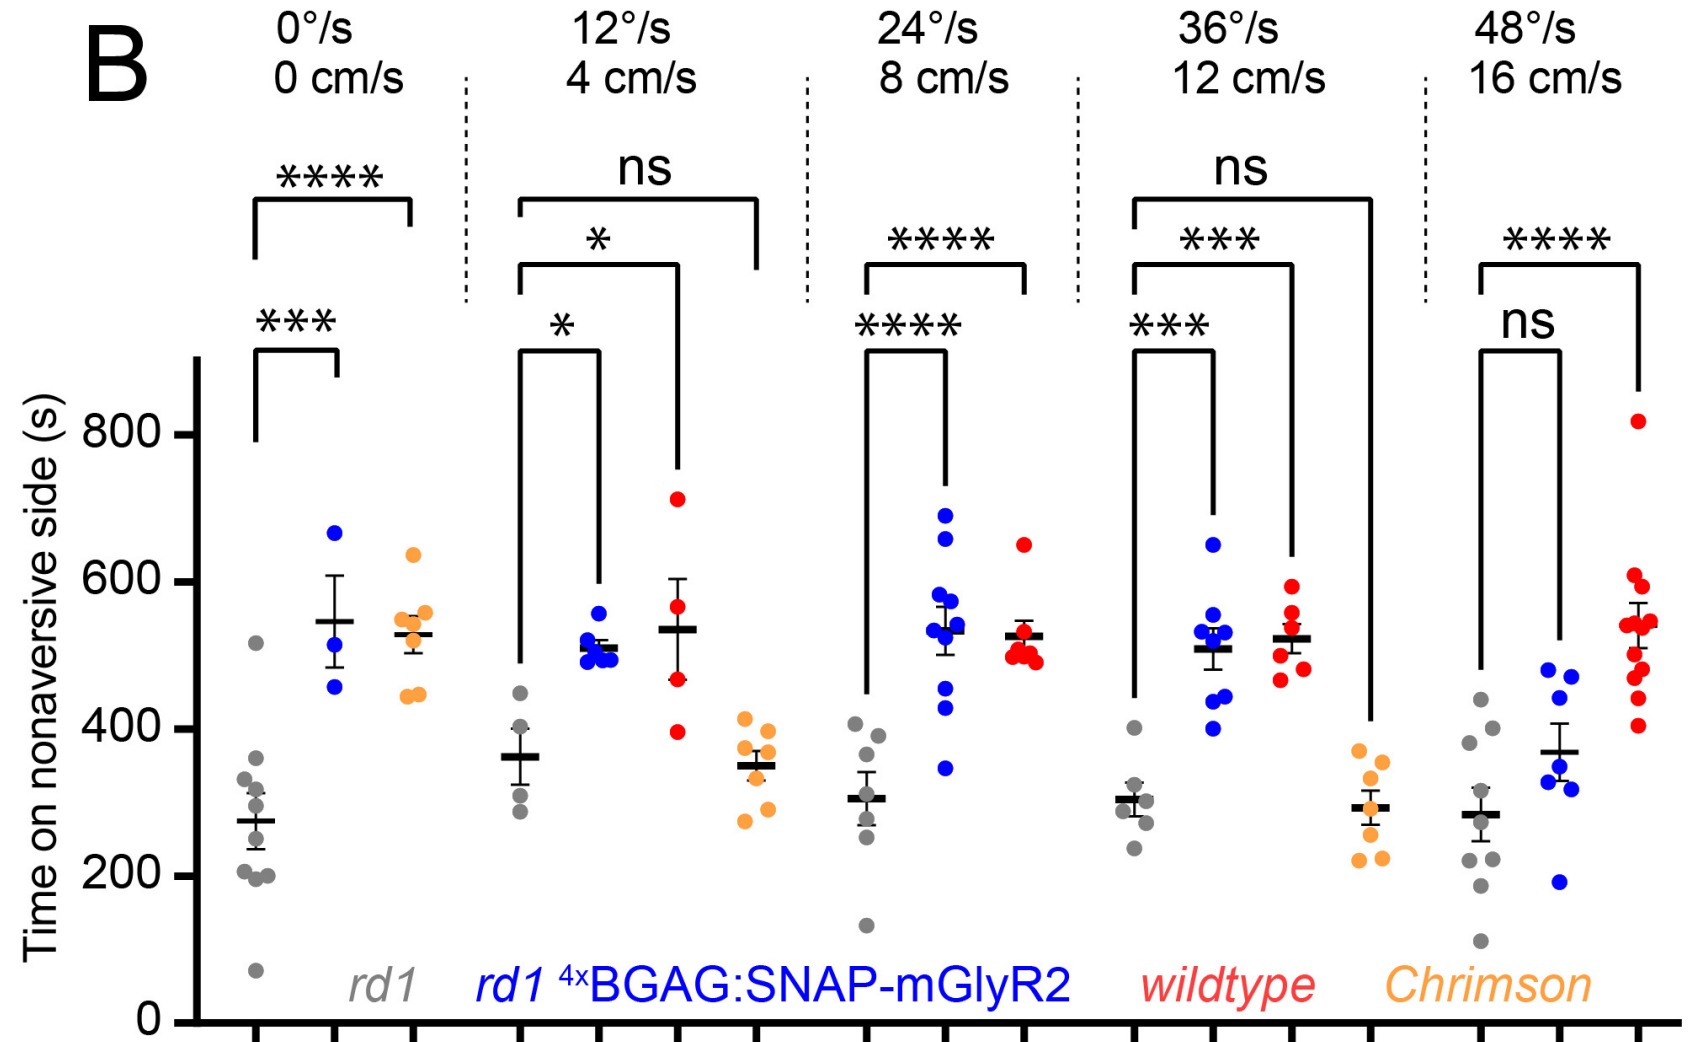 B
0°/s 12°/s 24°/s 36°/s 48°/s
0 cm/s 4 cm/s 8 cm/s 12 cm/s 16 cm/s
ns ns
**** 
* **** *** ****
*** * **** *** ns
Time on nonaversive side (s)
800
600
400
200
0
rd1 rd1 4xBGAG:SNAP-mGlyR2 wildtype Chrimson